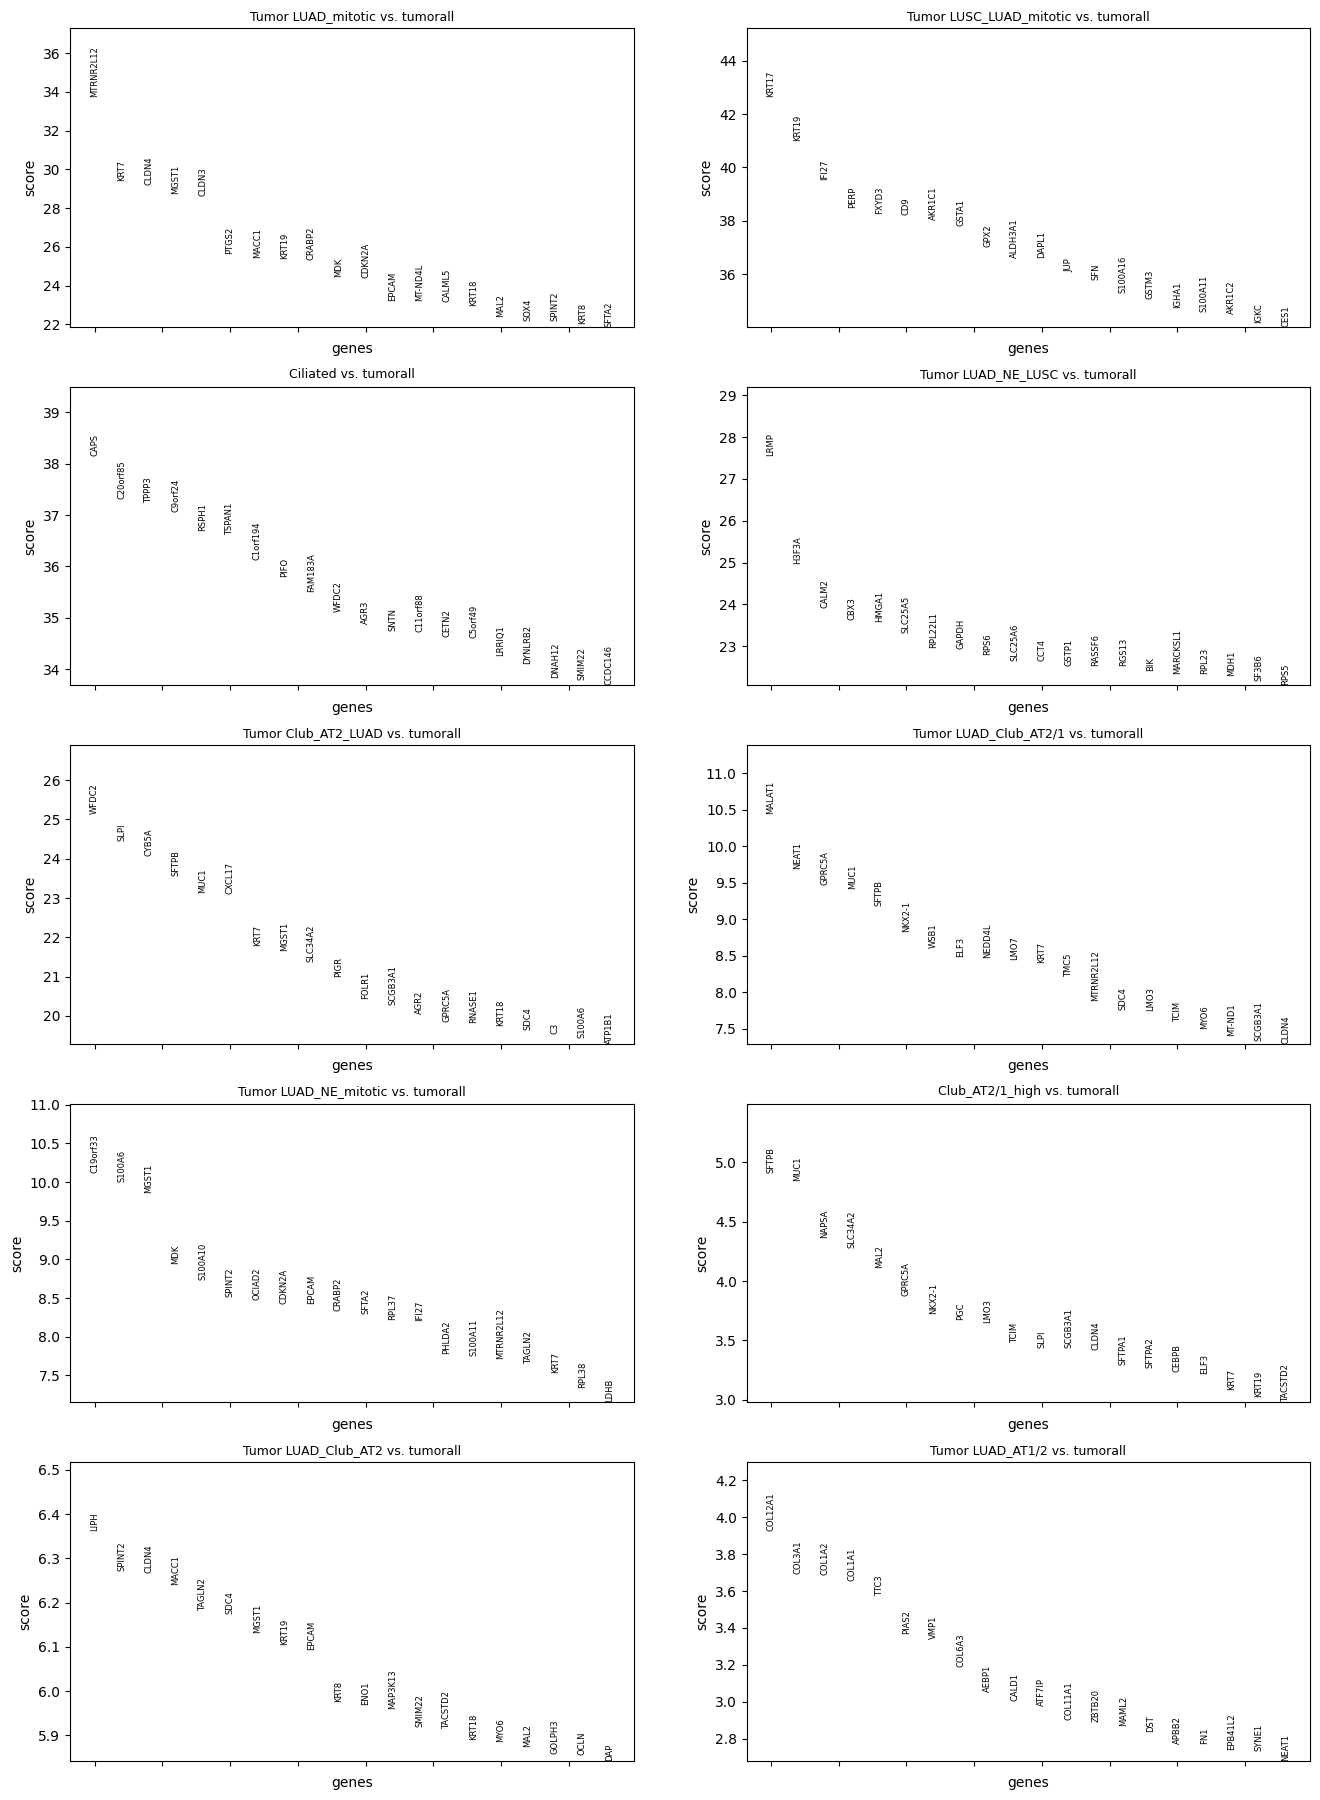 Tumor LUAD_mitotic vs. tumorall
score
36
34
32
30
28
26
24
22
MTRNR2L12
KRT7
CLDN4
MGST1
CLDN3
PTGS2
MACC1
KRT19
CRABP2
MDK
CDKN2A
EPCAM
MT-ND4L
CALML5
KRT18
MAL2
SOX4
SPINT2
KRT8
SFTA2
genes
Tumor LUSC_LUAD_mitotic vs. tumorall
score
44
42
40
38
36
KRT17
KRT19
IFI27
PERP
FXYD3
CD9
AKR1C1
GSTA1
GPX2
ALDH3A1
DAPL1
JUP
SFN
S100A16
GSTM3
IGHA1
S100A11
AKR1C2
IGKC
CES1
genes
Ciliated vs. tumorall
score
39
38
37
36
35
34
CAPS
C20orf85
TPPP3
C9orf24
RSPH1
TSPAN1
C1orf194
PIFO
FAM183A
WFDC2
AGR3
SNTN
C11orf88
CETN2
C5orf49
LRRIQ1
DYNLRB2
DNAH12
SMIM22
CCDC146
genes
Tumor LUAD_NE_LUSC vs. tumorall
score
29
28
27
26
25
24
23
LRMP
H3F3A
CALM2
CBX3
HMGA1
SLC25A5
RPL22L1
GAPDH
RPS6
SLC25A6
CCT4
GSTP1
RASSF6
RGS13
BIK
MARCKSL1
RPL23
MDH1
SF3B6
RPS5
genes
Tumor Club_AT2_LUAD vs. tumorall
score
26
25
24
23
22
21
20
WFDC2
SLPI
CYB5A
SFTPB
MUC1
CXCL17
KRT7
MGST1
SLC34A2
PIGR
FOLR1
SCGB3A1
AGR2
GPRC5A
RNASE1
KRT18
SDC4
C3
S100A6
ATP1B1
genes
Tumor LUAD_Club_AT2/1 vs. tumorall
score
11.0
10.5
10.0
9.5
9.0
8.5
8.0
7.5
MALAT1
NEAT1
GPRC5A
MUC1
SFTPB
NKX2-1
WSB1
ELF3
NEDD4L
LMO7
KRT7
TMC5
MTRNR2L12
SDC4
LMO3
TCIM
MYO6
MT-ND1
SCGB3A1
CLDN4
genes
Tumor LUAD_NE_mitotic vs. tumorall
score
11.0
10.5
10.0
9.5
9.0
8.5
8.0
7.5
C19orf33
S100A6
MGST1
MDK
S100A10
SPINT2
OCIAD2
CDKN2A
EPCAM
CRABP2
SFTA2
RPL37
IFI27
PHLDA2
S100A11
MTRNR2L12
TAGLN2
KRT7
RPL38
LDHB
genes
Club_AT2/1_high vs. tumorall
score
5.0
4.5
4.0
3.5
3.0
SFTPB
MUC1
NAPSA
SLC34A2
MAL2
GPRC5A
NKX2-1
PGC
LMO3
TCIM
SLPI
SCGB3A1
CLDN4
SFTPA1
SFTPA2
CEBPB
ELF3
KRT7
KRT19
TACSTD2
genes
Tumor LUAD_Club_AT2 vs. tumorall
score
6.5
6.4
6.3
6.2
6.1
6.0
5.9
LIPH
SPINT2
CLDN4
MACC1
TAGLN2
SDC4
MGST1
KRT19
EPCAM
KRT8
ENO1
MAP3K13
SMIM22
TACSTD2
KRT18
MYO6
MAL2
GOLPH3
OCLN
DAP
genes
Tumor LUAD_AT1/2 vs. tumorall
score
4.2
4.0
3.8
3.6
3.4
3.2
3.0
2.8
COL12A1
COL3A1
COL1A2
COL1A1
TTC3
PIAS2
VMP1
COL6A3
AEBP1
CALD1
ATF7IP
COL11A1
ZBTB20
MAML2
DST
APBB2
FN1
EPB41L2
SYNE1
NEAT1
genes